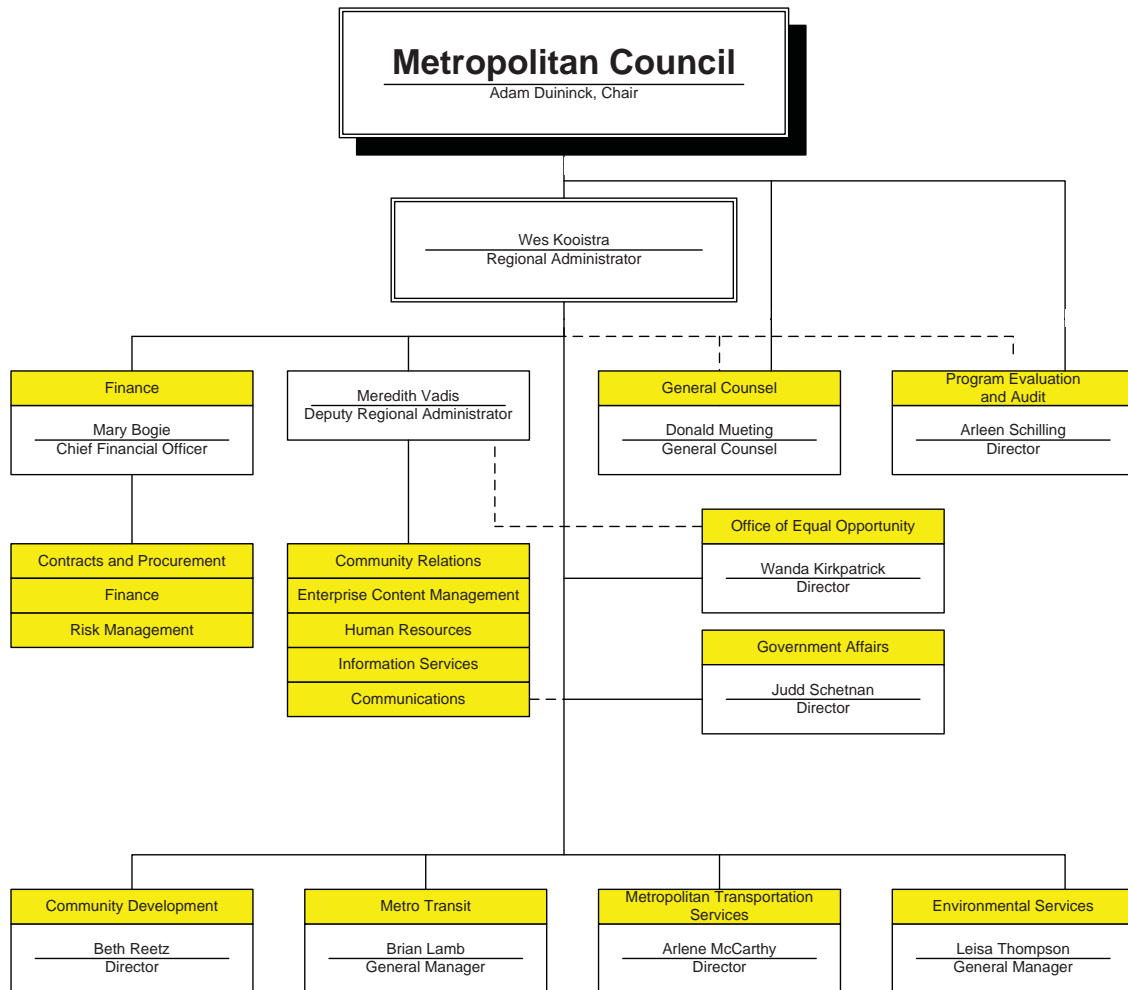 Metropolitan Council
Adam Duininck, Chair
Wes Kooistra
Regional Administrator
Finance
Mary Bogie
Chief Financial Officer
Meredith Vadis
Deputy Regional Administrator
General Counsel
Donald Mueting
General Counsel
Program Evaluation
and Audit
Arleen Schilling
Director
Contracts and Procurement
Finance
Risk Management
Community Relations
Enterprise Content Management
Human Resources
Information Services
Communications
Office of Equal Opportunity
Wanda Kirkpatrick
Director
Government Affairs
Judd Schetnan
Director
Community Development
Beth Reetz
Director
Metro Transit
Brian Lamb
General Manager
Metropolitan Transportation
Services
Arlene McCarthy
Director
Environmental Services
Leisa Thompson
General Manager